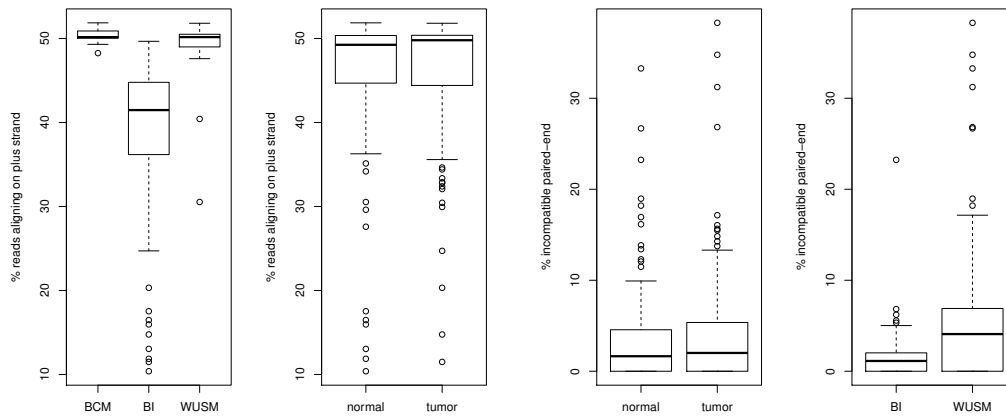 % reads aligning on plus strand
50
40
30
20
10
BCM BI WUSM
% reads aligning on plus strand
50
40
30
20
10
normal tumor
% incompatible paired−end
30
20
10
0
normal tumor
% incompatible paired−end
30
20
10
0
BI WUSM